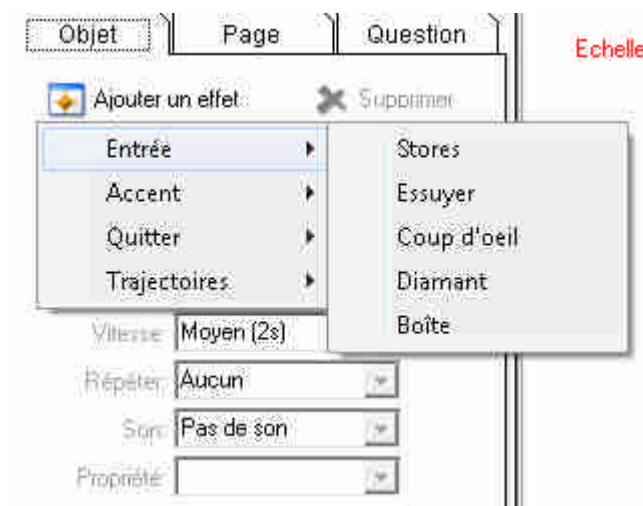 Objet Page Question
Echelle
Ajouter un effet Supprimer
Entrée Stores
Accent Essuyer
Quitter Coup d'oeil
Trajectoires Diamant
Boîte
Vitesse: Moyen (2s)
Répéter: Aucun
Son: Pas de son
Propriété: